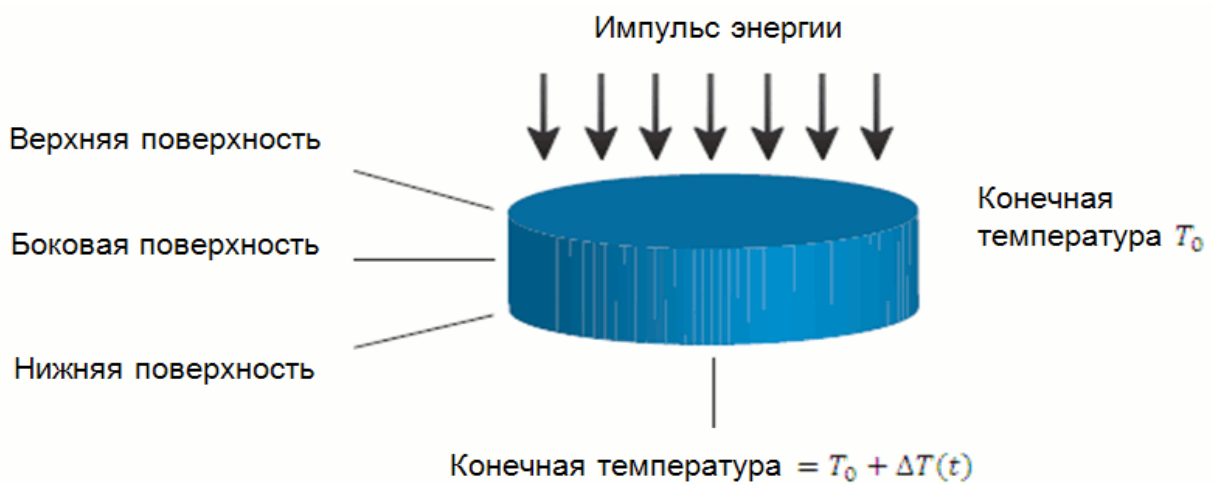 Импульс энергии
Верхняя поверхность
Боковая поверхность
Нижняя поверхность
Конечная
температура T₀
Конечная температура = T₀ + ΔT(t)